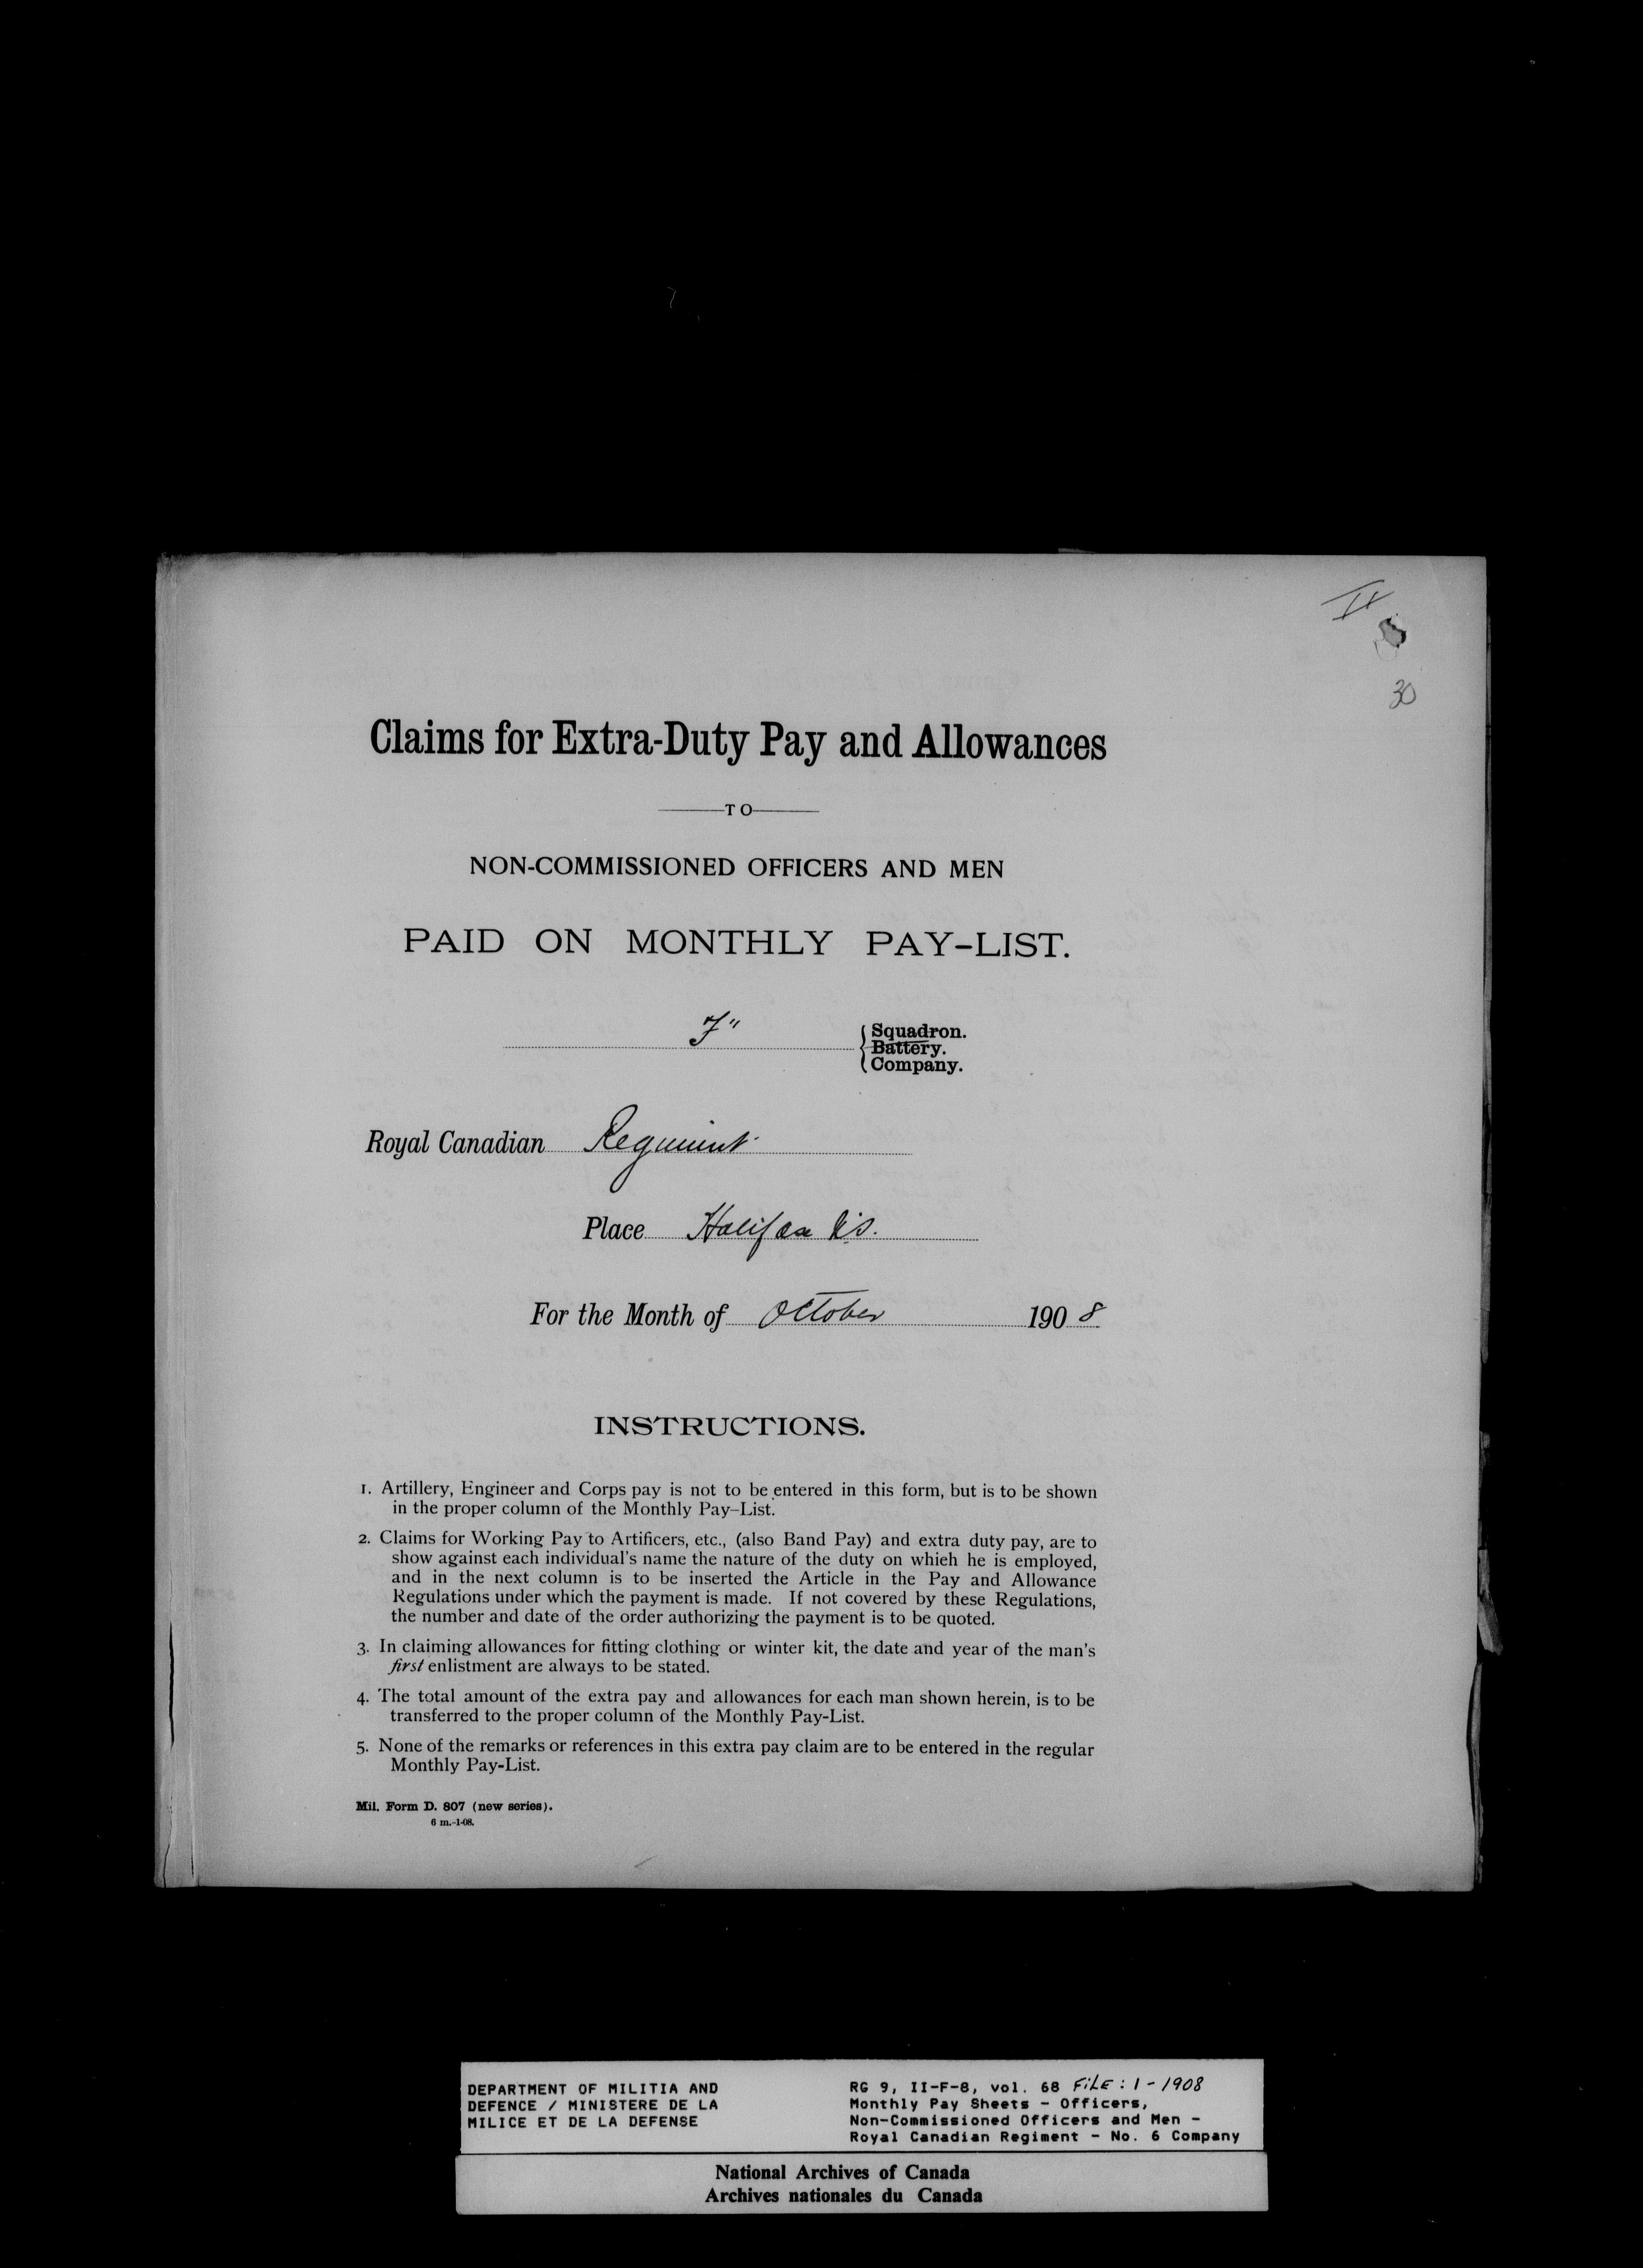 30
Claims for Extra-Duty Pay and Allowances
TO
NON-COMMISSIONED OFFICERS AND MEN
PAID ON MONTHLY PAY-LIST.
F" { Squadron.
Battery.
Company.
Royal Canadian Regiment
Place Halifax N.S.
For the Month of October 1908
INSTRUCTIONS.
1. Artillery, Engineer and Corps pay is not to be entered in this form, but is to be shown
in the proper column of the Monthly Pay-List.
2. Claims for Working Pay to Artificers, etc., (also Band Pay) and extra duty pay, are to
show against each individual's name the nature of the duty on which he is employed,
and in the next column is to be inserted the Article in the Pay and Allowance
Regulations under which the payment is made. If not covered by these Regulations,
the number and date of the order authorizing the payment is to be quoted.
3. In claiming allowances for fitting clothing or winter kit, the date and year of the man's
first enlistment are always to be stated.
4. The total amount of the extra pay and allowances for each man shown herein, is to be
transferred to the proper column of the Monthly Pay-List.
5. None of the remarks or references in this extra pay claim are to be entered in the regular
Monthly Pay-List.
Mil. Form D. 807 (new series).
6 m.-1-08.
DEPARTMENT OF MILITIA AND
DEFENCE / MINISTERE DE LA
MILICE ET DE LA DEFENSE
RG 9, II-F-8, vol. 68 FiLE: 1-1908
Monthly Pay Sheets - Officers,
Non-Commissioned Officers and Men -
Royal Canadian Regiment - No. 6 Company
National Archives of Canada
Archives nationales du Canada